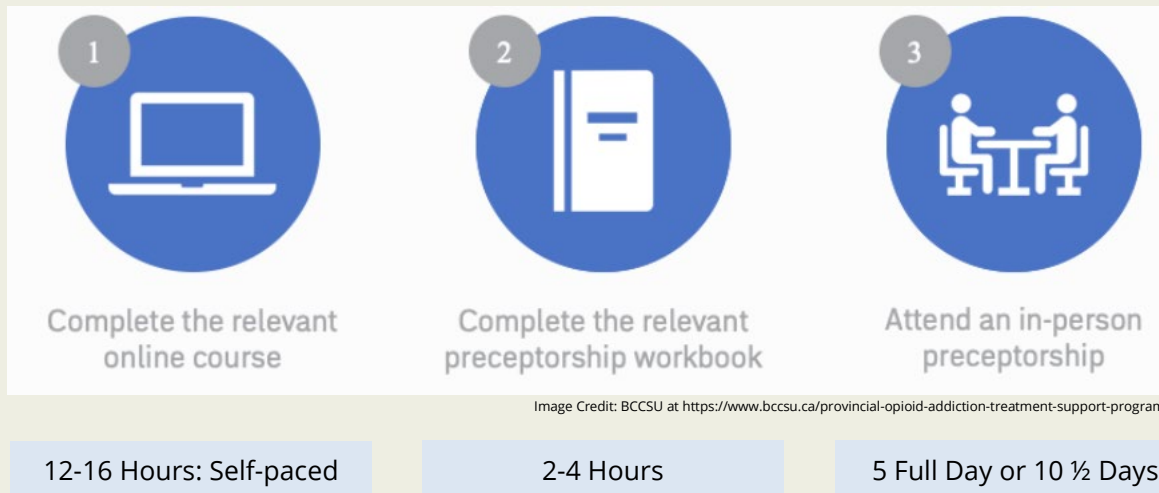 1
Complete the relevant
online course
2
Complete the relevant
preceptorship workbook
3
Attend an in-person
preceptorship
Image Credit: BCCSU at https://www.bccsu.ca/provincial-opioid-addiction-treatment-support-program
12-16 Hours: Self-paced
2-4 Hours
5 Full Day or 10 ½ Days